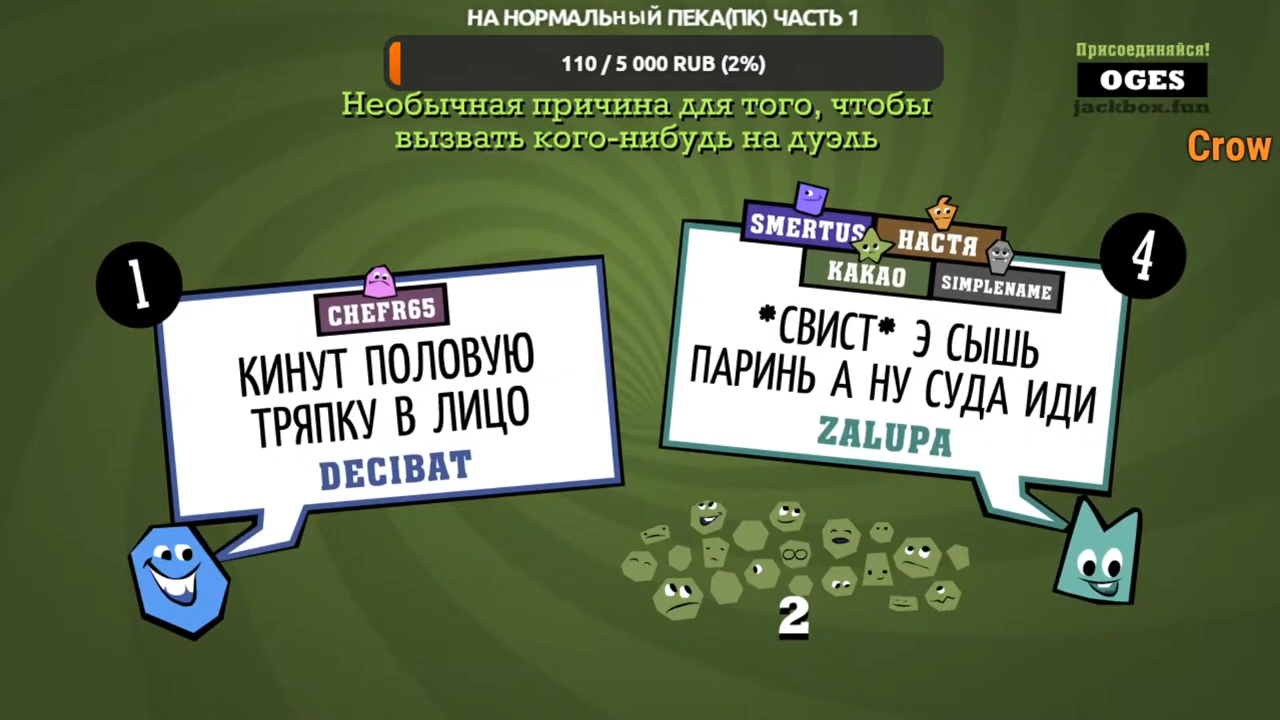 НА НОРМАЛЬНЫЙ ПЕКА(ПК) ЧАСТЬ 1
110 / 5 000 RUB (2%)
Присоединяйся!
OGES
jackbox.fun
Необычная причина для того, чтобы
вызвать кого-нибудь на дуэль
Crow
1
CHEFR65
КИНУТ ПОЛОВУЮ
ТРЯПКУ В ЛИЦО
DECIBAT
4
SMERTUS
НАСТЯ
КАКАО
SIMPLENAME
*СВИСТ* Э СЫШЬ
ПАРИНЬ А НУ СУДА ИДИ
ZALUPA
2